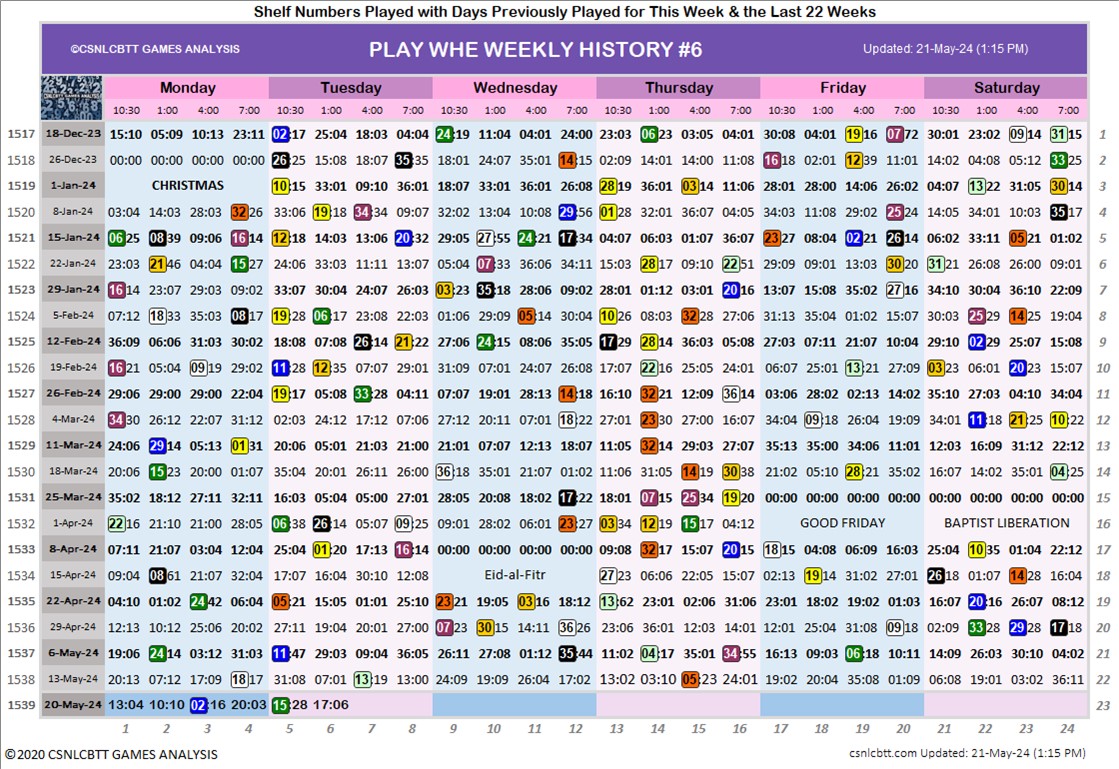 Shelf Numbers Played with Days Previously Played for This Week & the Last 22 Weeks
©CSNLCBTT GAMES ANALYSIS PLAY WHE WEEKLY HISTORY #6 Updated: 21-May-24 (1:15 PM)
Monday Tuesday Wednesday Thursday Friday Saturday
10:30 1:00 4:00 7:00 10:30 1:00 4:00 7:00 10:30 1:00 4:00 7:00 10:30 1:00 4:00 7:00 10:30 1:00 4:00 7:00 10:30 1:00 4:00 7:00
1517 18-Dec-23 15:10 05:09 10:13 23:11 02:17 25:04 18:03 04:04 24:19 11:04 04:01 24:00 23:03 06:23 03:05 04:01 30:08 04:01 19:16 07:72 30:01 23:02 09:14 31:15 1
1518 26-Dec-23 00:00 00:00 00:00 00:00 26:25 15:08 18:07 35:35 18:01 24:07 35:01 14:15 02:09 14:01 14:00 11:08 16:18 02:01 12:39 11:01 14:02 04:08 05:12 33:25 2
1519 1-Jan-24 CHRISTMAS 10:15 33:01 09:10 36:01 18:07 33:01 36:01 26:08 28:19 36:01 03:14 11:06 28:01 28:00 14:06 26:02 04:07 13:22 31:05 30:14 3
1520 8-Jan-24 03:04 14:03 28:03 32:26 33:06 19:18 34:34 09:07 32:02 13:04 10:08 29:56 01:28 32:01 36:07 04:05 34:03 11:08 29:02 25:24 14:05 34:01 10:03 35:17 4
1521 15-Jan-24 06:25 08:39 09:06 16:14 12:18 14:03 13:06 20:32 29:05 27:55 24:21 17:34 04:07 06:03 01:07 36:07 23:27 08:04 02:21 26:14 06:02 33:11 05:21 01:02 5
1522 22-Jan-24 23:03 21:46 04:04 15:27 24:06 33:03 11:11 13:07 05:04 07:33 36:06 34:11 15:03 28:17 09:10 22:51 29:09 09:01 13:03 30:20 31:21 26:08 26:00 09:01 6
1523 29-Jan-24 16:14 23:07 29:03 09:02 33:07 30:04 24:07 26:03 03:23 35:18 28:06 09:02 28:01 01:12 03:01 20:16 13:07 15:08 35:02 27:16 34:10 30:04 36:10 22:09 7
1524 5-Feb-24 07:12 18:33 35:03 08:17 19:28 06:17 23:08 22:03 01:06 29:09 05:14 30:04 10:26 08:03 32:28 27:06 31:13 35:04 01:02 15:07 30:03 25:29 14:25 19:04 8
1525 12-Feb-24 36:09 06:06 31:03 30:02 18:08 07:08 26:14 21:22 27:06 24:15 08:06 35:05 17:29 28:14 36:03 05:08 27:03 07:11 21:07 10:04 29:10 02:29 25:07 15:08 9
1526 19-Feb-24 16:21 05:04 09:19 29:02 11:28 12:35 07:07 29:01 31:09 07:01 24:06 26:09 17:07 22:16 25:05 24:01 06:07 25:01 13:21 27:09 03:23 06:01 20:23 15:07 10
1527 26-Feb-24 29:06 29:00 29:00 22:04 19:17 05:08 33:28 04:11 07:07 19:01 28:13 14:18 16:10 32:21 12:09 36:14 03:06 28:02 02:13 14:02 35:10 27:03 04:10 34:04 11
1528 4-Mar-24 34:30 26:12 22:07 31:12 02:03 24:12 17:10 07:06 27:12 20:11 07:01 18:22 27:01 23:30 27:00 16:07 34:04 09:18 26:04 19:09 34:01 11:18 21:25 10:22 12
1529 11-Mar-24 24:06 29:14 05:13 01:31 20:06 05:01 21:03 21:00 21:01 07:07 12:13 18:07 11:05 32:14 29:03 27:07 35:13 35:00 20:06 11:01 12:03 16:09 31:12 22:12 13
1530 18-Mar-24 20:06 15:23 20:00 01:07 35:04 20:01 26:11 26:00 36:18 35:01 21:07 01:02 11:06 31:05 14:19 30:38 21:02 05:10 28:21 35:02 16:07 14:02 35:01 04:25 14
1531 25-Mar-24 35:02 18:12 27:11 32:11 16:03 05:04 05:00 27:01 28:05 20:08 18:02 17:22 18:01 07:15 25:34 19:20 00:00 00:00 00:00 00:00 00:00 00:00 00:00 00:00 15
1532 1-Apr-24 22:16 21:10 21:00 28:05 06:38 26:14 05:07 09:25 09:01 28:02 06:01 23:27 03:34 12:19 15:17 04:12 GOOD FRIDAY BAPTIST LIBERATION 16
1533 8-Apr-24 07:11 21:07 03:04 12:04 25:04 01:20 17:13 16:14 00:00 00:00 00:00 00:00 09:08 32:17 15:07 20:15 18:15 04:08 06:09 16:03 25:04 10:35 01:04 22:12 17
1534 15-Apr-24 09:04 08:61 21:07 32:04 17:07 16:04 30:10 12:08 Eid-al-Fitr 27:23 06:06 22:05 15:07 02:13 19:14 31:02 27:01 26:18 01:07 14:28 16:04 18
1535 22-Apr-24 04:10 01:02 24:42 06:04 05:21 15:05 01:01 25:10 23:21 19:05 03:16 18:12 13:62 23:01 02:06 31:06 23:01 18:02 19:02 01:03 16:07 20:16 26:07 08:12 19
1536 29-Apr-24 12:13 10:12 25:06 20:02 27:11 19:04 20:01 27:00 07:23 30:15 14:11 36:26 23:06 36:01 12:03 14:01 12:01 25:04 31:08 09:18 02:09 33:28 29:28 17:18 20
1537 6-May-24 19:06 24:14 03:12 31:03 11:47 29:03 09:04 36:05 26:11 27:08 01:12 35:44 11:02 04:17 35:01 34:55 16:13 09:03 06:18 10:11 14:09 26:03 30:10 04:02 21
1538 13-May-24 20:13 07:12 17:09 18:17 31:08 07:01 13:19 13:00 24:09 19:09 26:04 17:02 13:02 03:10 05:23 24:01 19:02 20:04 35:08 01:09 06:08 19:01 03:02 36:11 22
1539 20-May-24 13:04 10:10 02:16 20:03 15:28 17:06 23
1 2 3 4 5 6 7 8 9 10 11 12 13 14 15 16 17 18 19 20 21 22 23 24
©2020 CSNLCBTT GAMES ANALYSIS csnlcbtt.com Updated: 21-May-24 (1:15 PM)